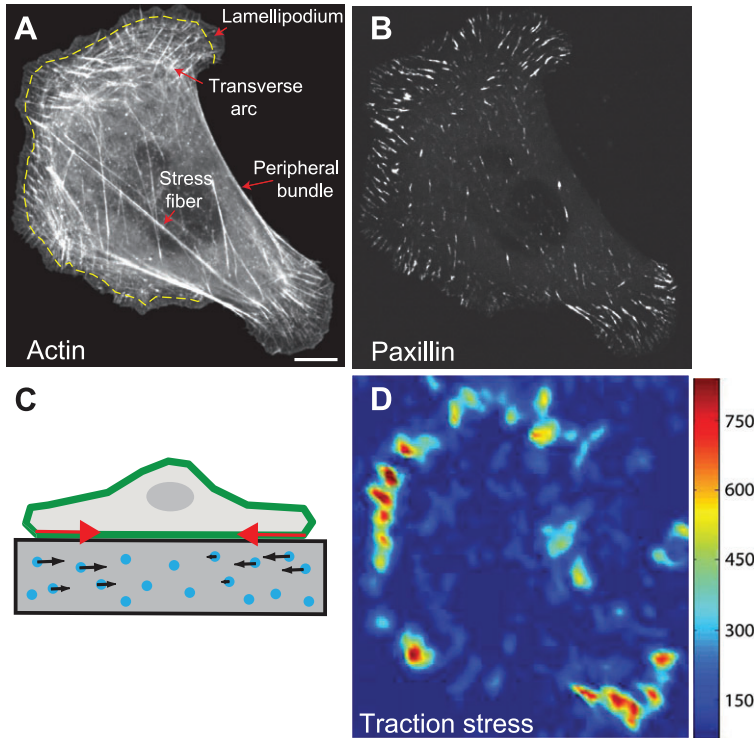 A
Lamellipodium
Transverse
arc
Peripheral
bundle
Stress
fiber
Actin
B
Paxillin
C
D
Traction stress
750
600
450
300
150